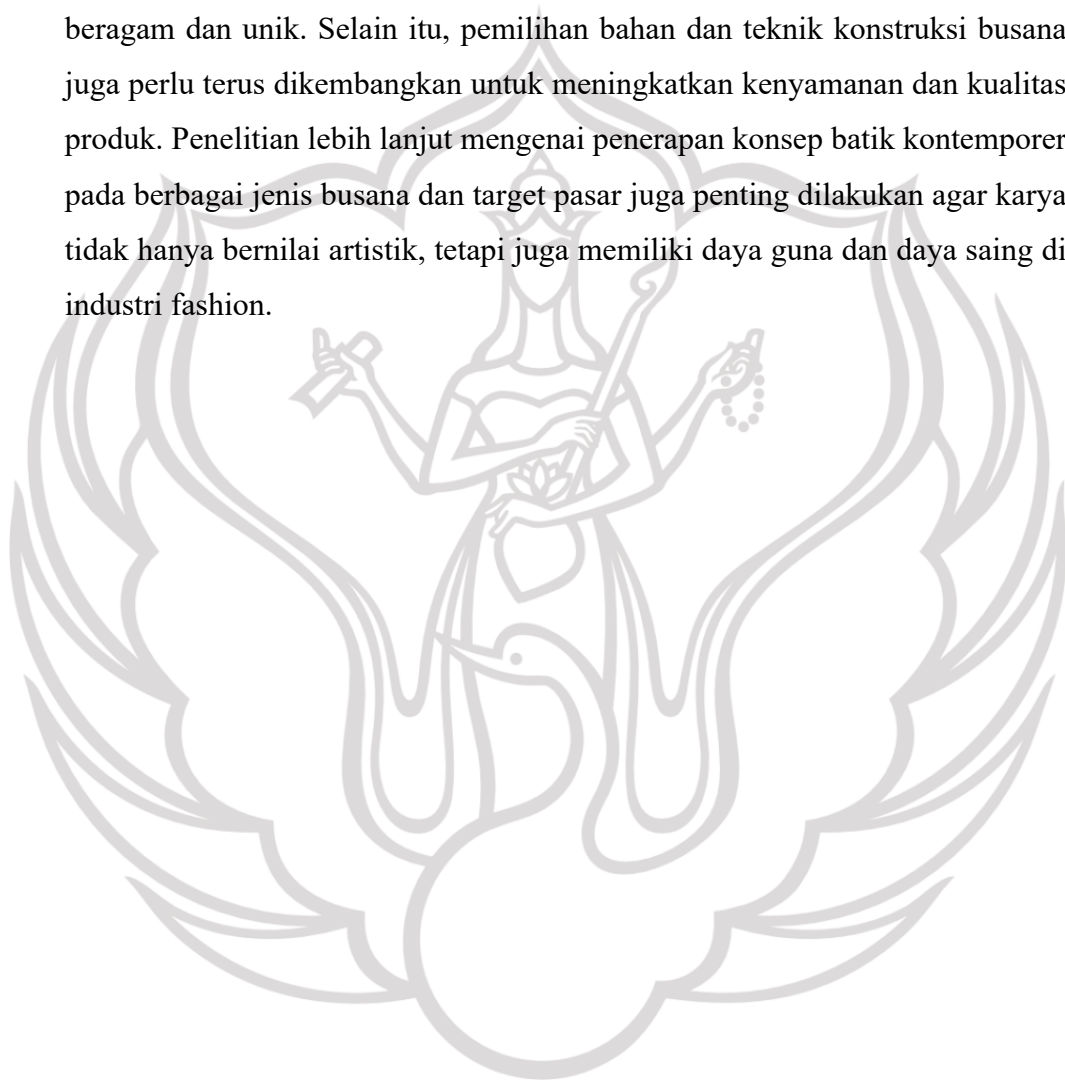 beragam dan unik. Selain itu, pemilihan bahan dan teknik konstruksi busana
juga perlu terus dikembangkan untuk meningkatkan kenyamanan dan kualitas
produk. Penelitian lebih lanjut mengenai penerapan konsep batik kontemporer
pada berbagai jenis busana dan target pasar juga penting dilakukan agar karya
tidak hanya bernilai artistik, tetapi juga memiliki daya guna dan daya saing di
industri fashion.